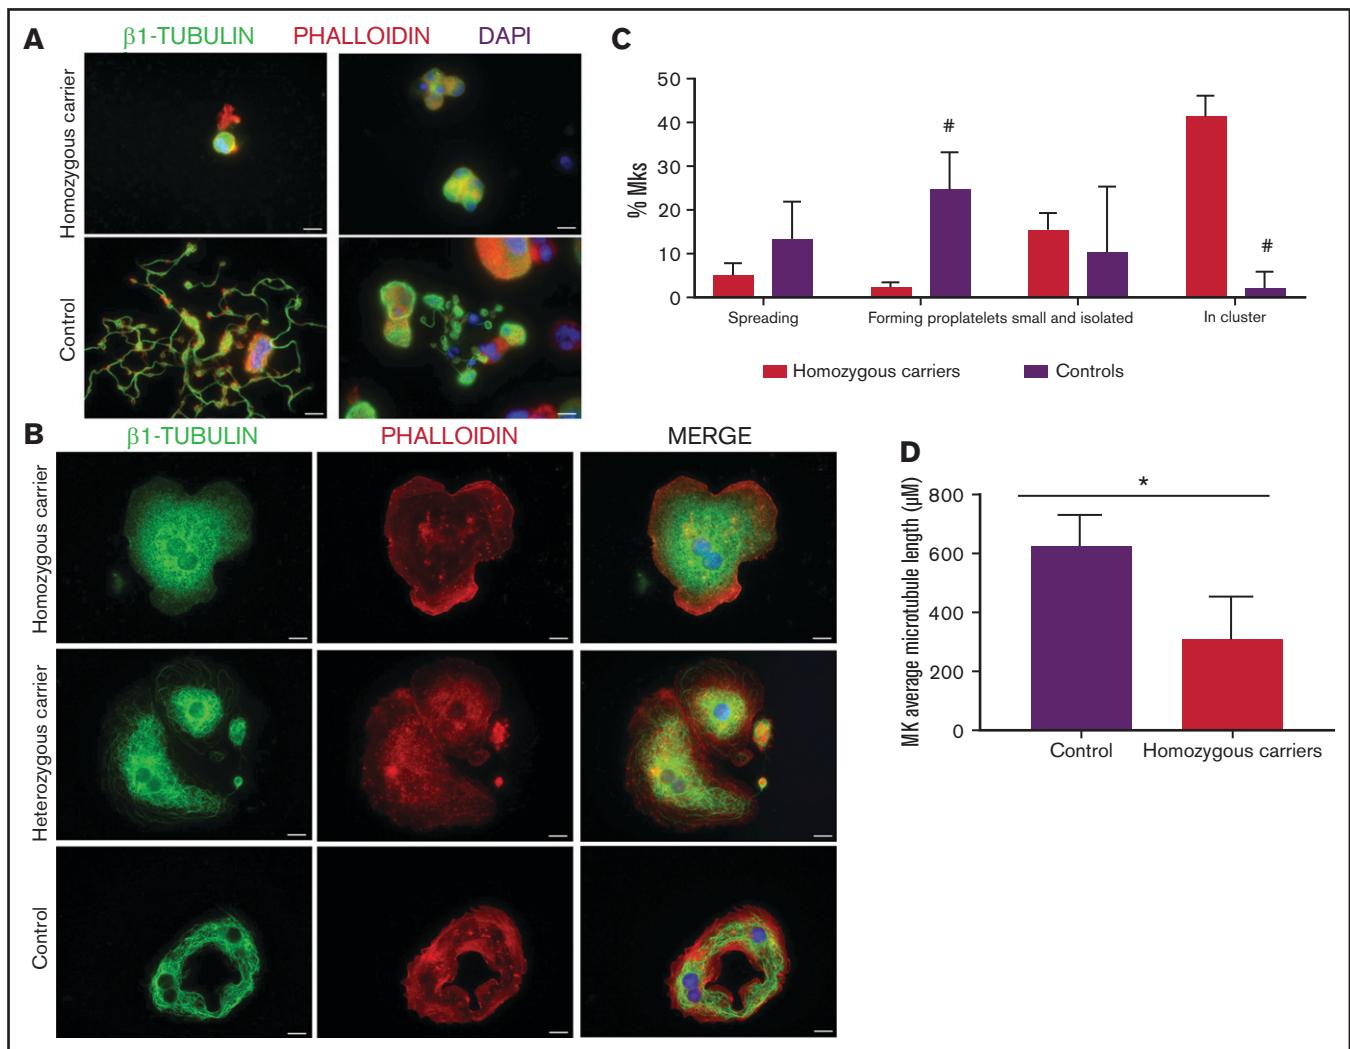 A
β1-TUBULIN PHALLOIDIN DAPI
Homozygous carrier
Control
B
β1-TUBULIN PHALLOIDIN MERGE
Homozygous carrier
Heterozygous carrier
Control
C
% Mks
50
40
30
20
10
0
#
#
Spreading Forming proplatelets small and isolated In cluster
Homozygous carriers Controls
D
MK average microtubule length (µM)
800
600
400
200
0
*
Control Homozygous carriers